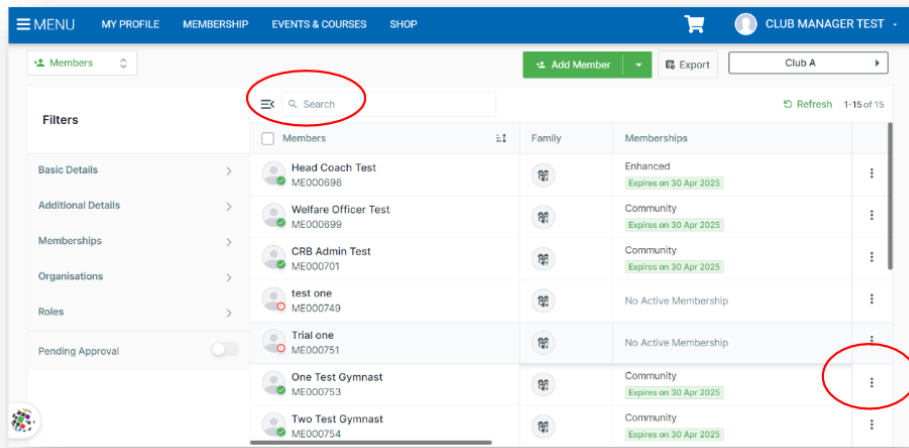 MENU MY PROFILE MEMBERSHIP EVENTS & COURSES SHOP CLUB MANAGER TEST
Members Add Member Export Club A
Filters
Basic Details
Additional Details
Memberships
Organisations
Roles
Pending Approval
Search Refresh 1-15 of 15
Members Family Memberships
Head Coach Test Enhanced
ME000698 Expires on 30 Apr 2025
Welfare Officer Test Community
ME000699 Expires on 30 Apr 2025
CRB Admin Test Community
ME000701 Expires on 30 Apr 2025
test one No Active Membership
ME000749
Trial one No Active Membership
ME000751
One Test Gymnast Community
ME000753 Expires on 30 Apr 2025
Two Test Gymnast Community
ME000754 Expires on 30 Apr 2025